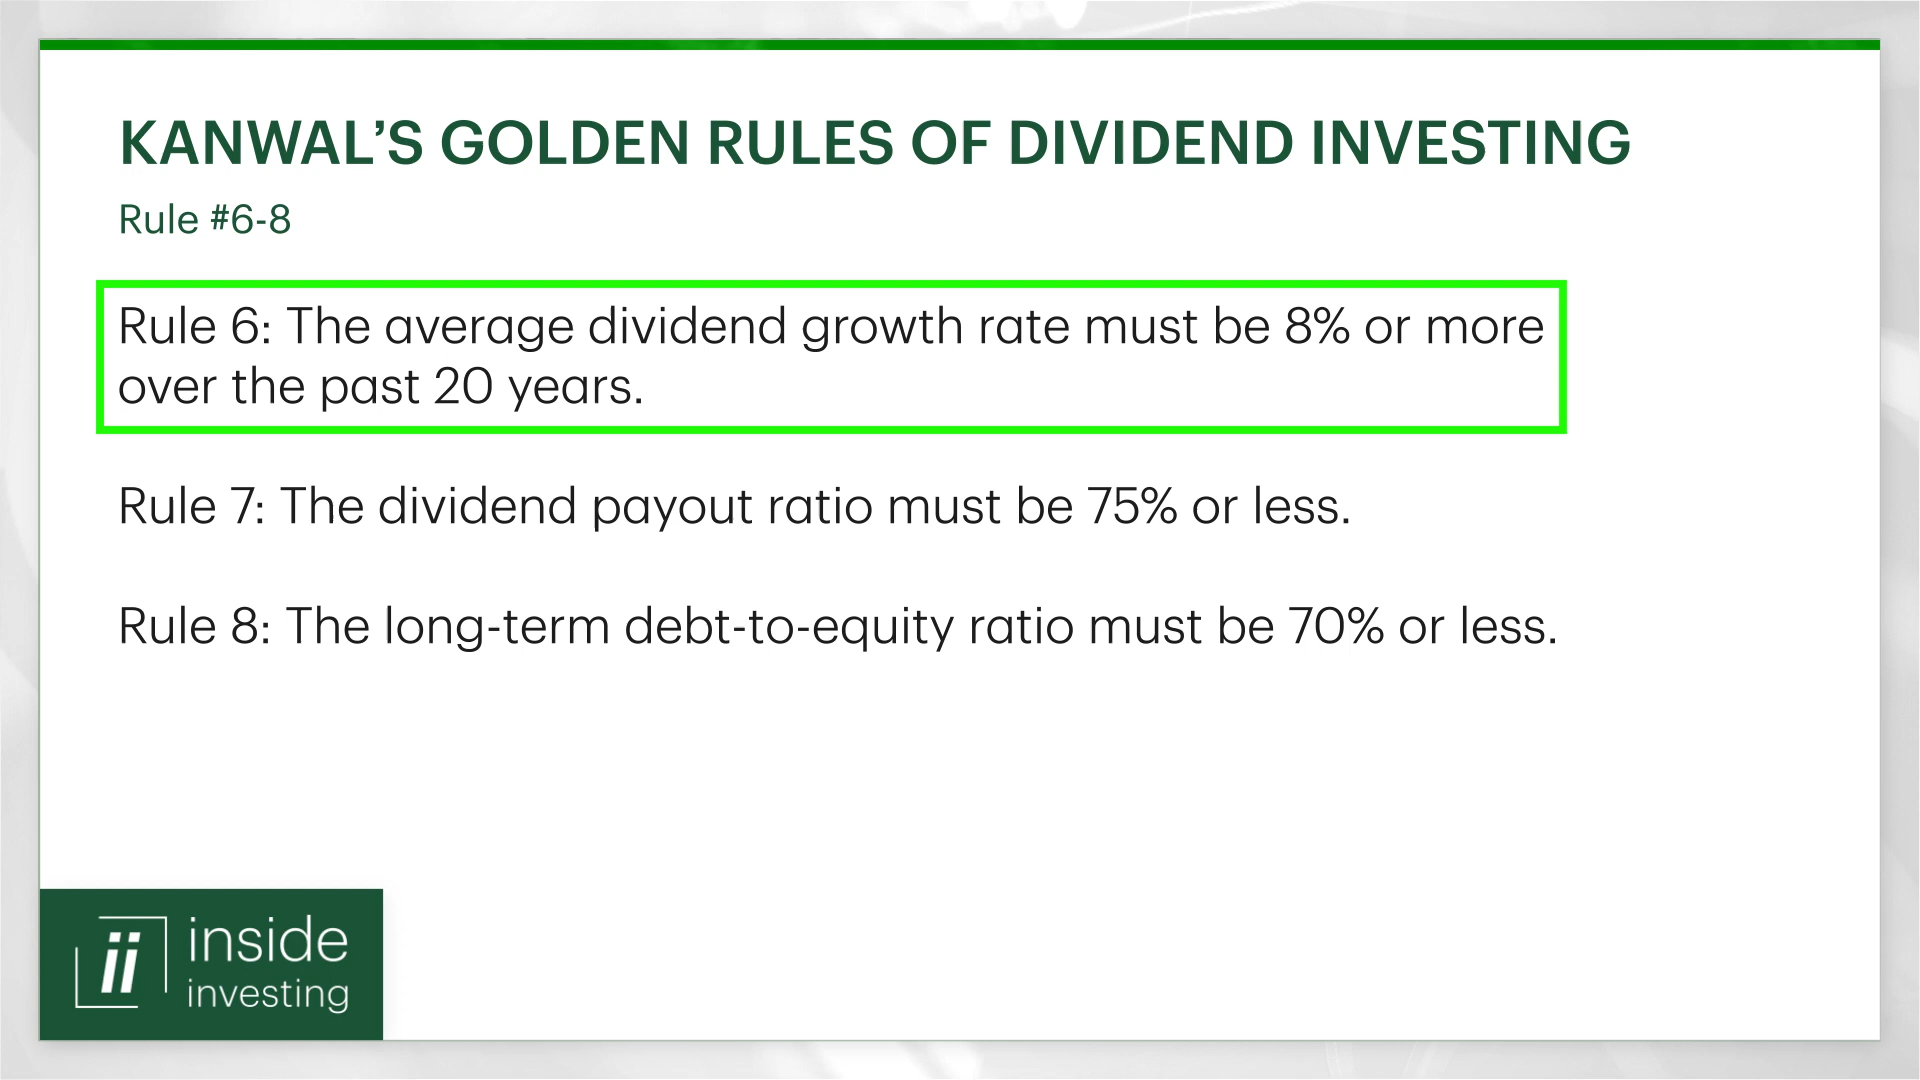 KANWAL’S GOLDEN RULES OF DIVIDEND INVESTING
Rule #6-8
Rule 6: The average dividend growth rate must be 8% or more
over the past 20 years.
Rule 7: The dividend payout ratio must be 75% or less.
Rule 8: The long-term debt-to-equity ratio must be 70% or less.
ii
inside
investing